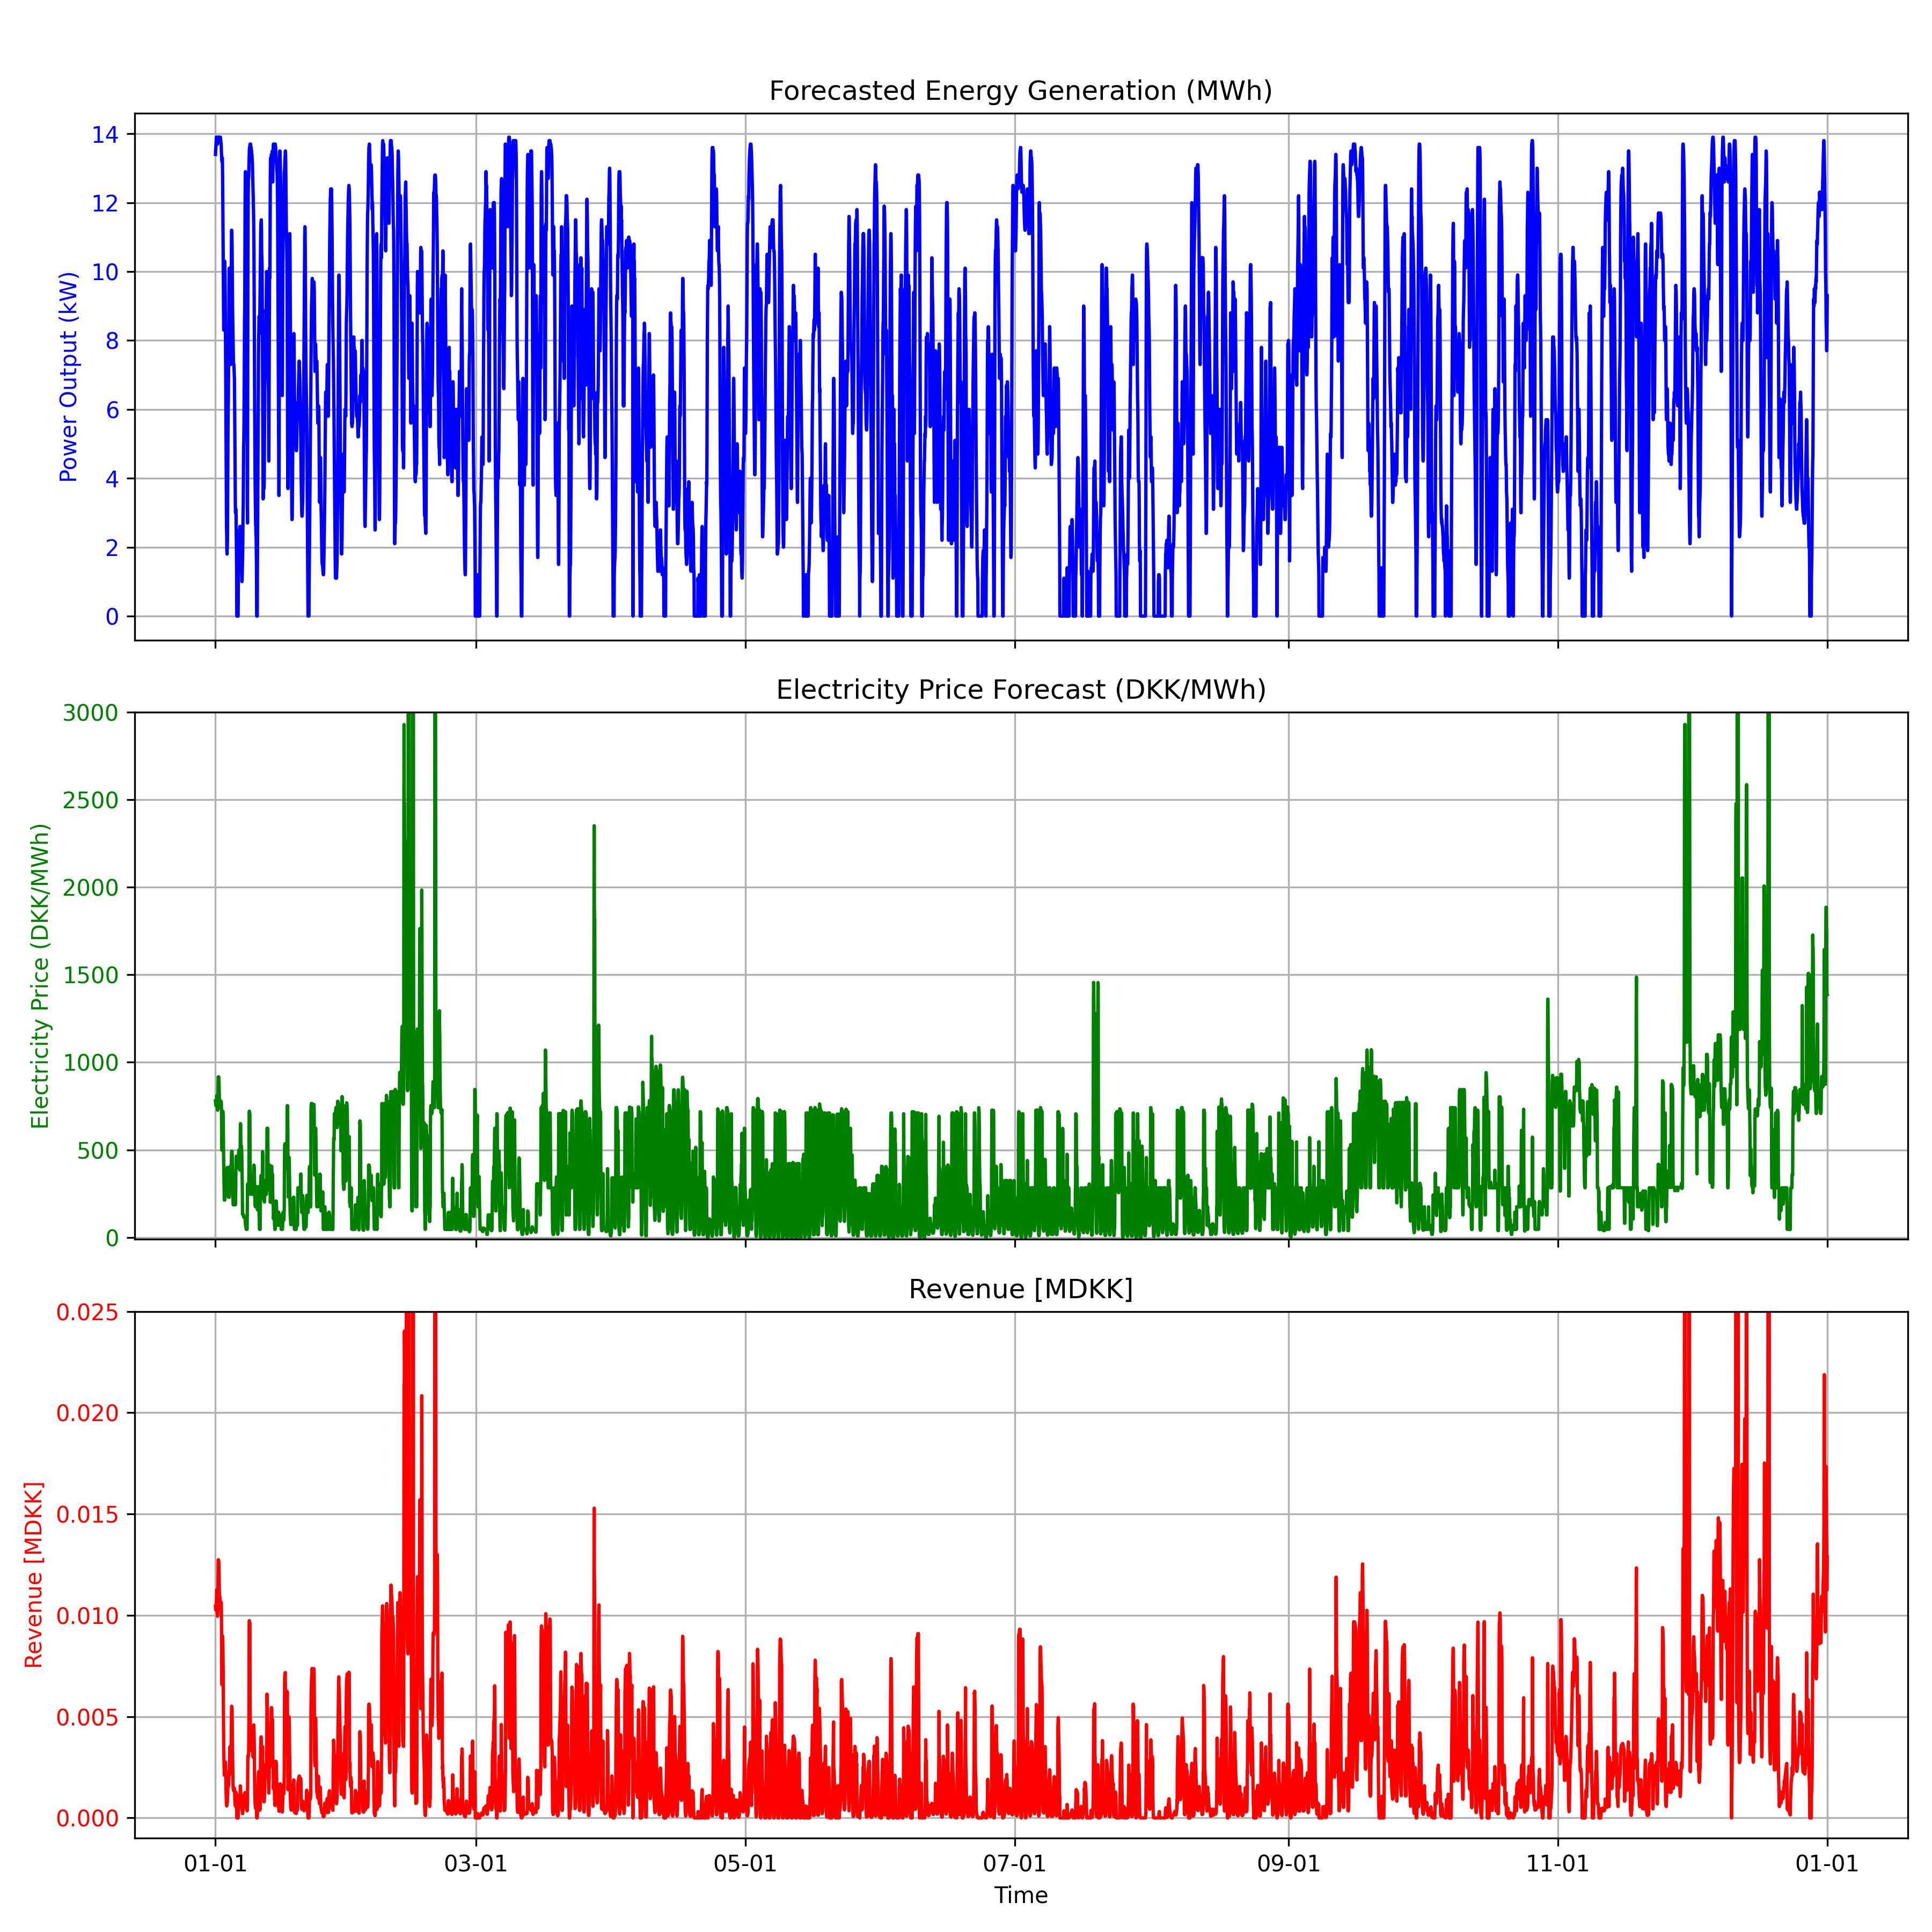 Forecasted Energy Generation (MWh)
Power Output (kW)
14
12
10
8
6
4
2
0
Electricity Price Forecast (DKK/MWh)
Electricity Price (DKK/MWh)
3000
2500
2000
1500
1000
500
0
Revenue [MDKK]
Revenue [MDKK]
0.025
0.020
0.015
0.010
0.005
0.000
01-01 03-01 05-01 07-01 09-01 11-01 01-01
Time